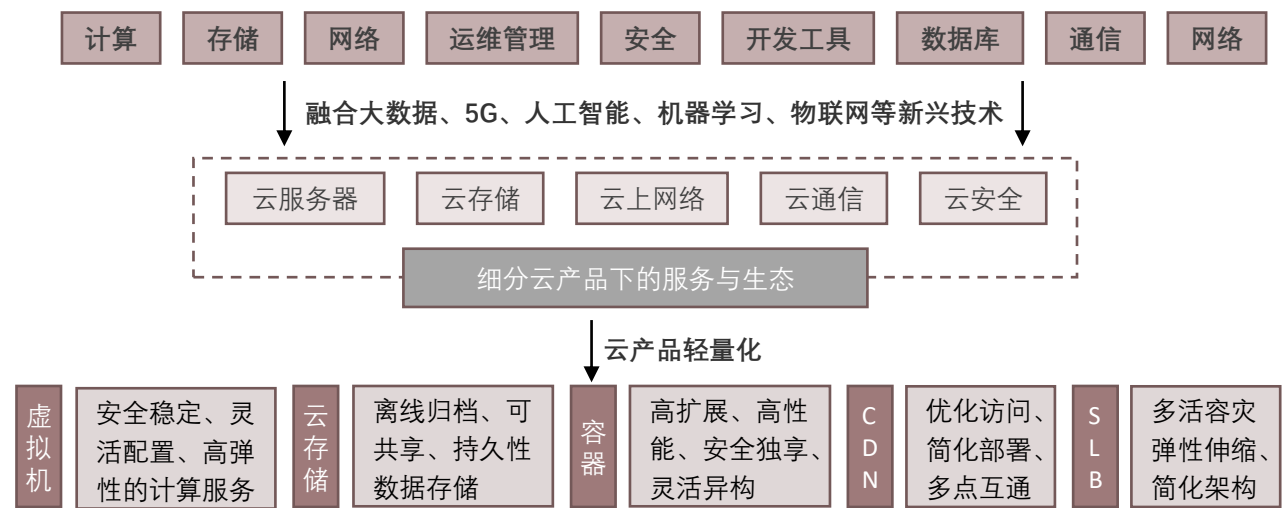 计算 存储 网络 运维管理 安全 开发工具 数据库 通信 网络
融合大数据、5G、人工智能、机器学习、物联网等新兴技术
云服务器 云存储 云上网络 云通信 云安全
细分云产品下的服务与生态
云产品轻量化
虚拟机
安全稳定、灵
活配置、高弹
性的计算服务
云存储
离线归档、可
共享、持久性
数据存储
容器
高扩展、高性
能、安全独享、
灵活异构
CDN
优化访问、
简化部署、
多点互通
SLB
多活容灾
弹性伸缩、
简化架构